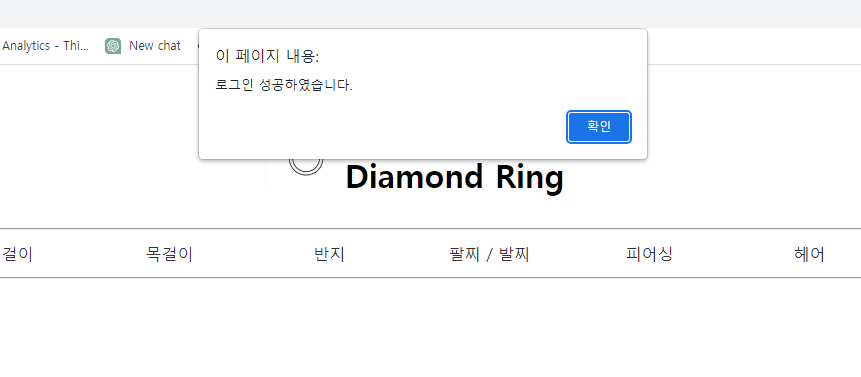 Analytics - Thi...
New chat
이 페이지 내용:
로그인 성공하였습니다.
확인
Diamond Ring
걸이
목걸이
반지
팔찌 / 발찌
피어싱
헤어